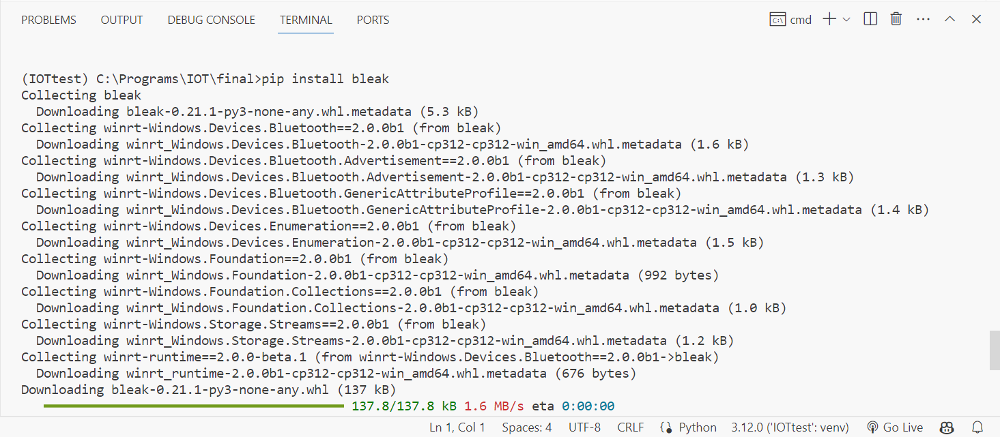 PROBLEMS OUTPUT DEBUG CONSOLE TERMINAL PORTS cmd
(IOTtest) C:\Programs\IOT\final>pip install bleak
Collecting bleak
  Downloading bleak-0.21.1-py3-none-any.whl.metadata (5.3 kB)
Collecting winrt-Windows.Devices.Bluetooth==2.0.0b1 (from bleak)
  Downloading winrt_Windows.Devices.Bluetooth-2.0.0b1-cp312-cp312-win_amd64.whl.metadata (1.6 kB)
Collecting winrt-Windows.Devices.Bluetooth.Advertisement==2.0.0b1 (from bleak)
  Downloading winrt_Windows.Devices.Bluetooth.Advertisement-2.0.0b1-cp312-cp312-win_amd64.whl.metadata (1.3 kB)
Collecting winrt-Windows.Devices.Bluetooth.GenericAttributeProfile==2.0.0b1 (from bleak)
  Downloading winrt_Windows.Devices.Bluetooth.GenericAttributeProfile-2.0.0b1-cp312-cp312-win_amd64.whl.metadata (1.4 kB)
Collecting winrt-Windows.Devices.Enumeration==2.0.0b1 (from bleak)
  Downloading winrt_Windows.Devices.Enumeration-2.0.0b1-cp312-cp312-win_amd64.whl.metadata (1.5 kB)
Collecting winrt-Windows.Foundation==2.0.0b1 (from bleak)
  Downloading winrt_Windows.Foundation-2.0.0b1-cp312-cp312-win_amd64.whl.metadata (992 bytes)
Collecting winrt-Windows.Foundation.Collections==2.0.0b1 (from bleak)
  Downloading winrt_Windows.Foundation.Collections-2.0.0b1-cp312-cp312-win_amd64.whl.metadata (1.0 kB)
Collecting winrt-Windows.Storage.Streams==2.0.0b1 (from bleak)
  Downloading winrt_Windows.Storage.Streams-2.0.0b1-cp312-cp312-win_amd64.whl.metadata (1.2 kB)
Collecting winrt-runtime==2.0.0-beta.1 (from winrt-Windows.Devices.Bluetooth==2.0.0b1->bleak)
  Downloading winrt_runtime-2.0.0b1-cp312-cp312-win_amd64.whl.metadata (676 bytes)
Downloading bleak-0.21.1-py3-none-any.whl (137 kB)
137.8/137.8 kB 1.6 MB/s eta 0:00:00
Ln 1, Col 1 Spaces: 4 UTF-8 CRLF Python 3.12.0 ('IOTtest': venv) Go Live